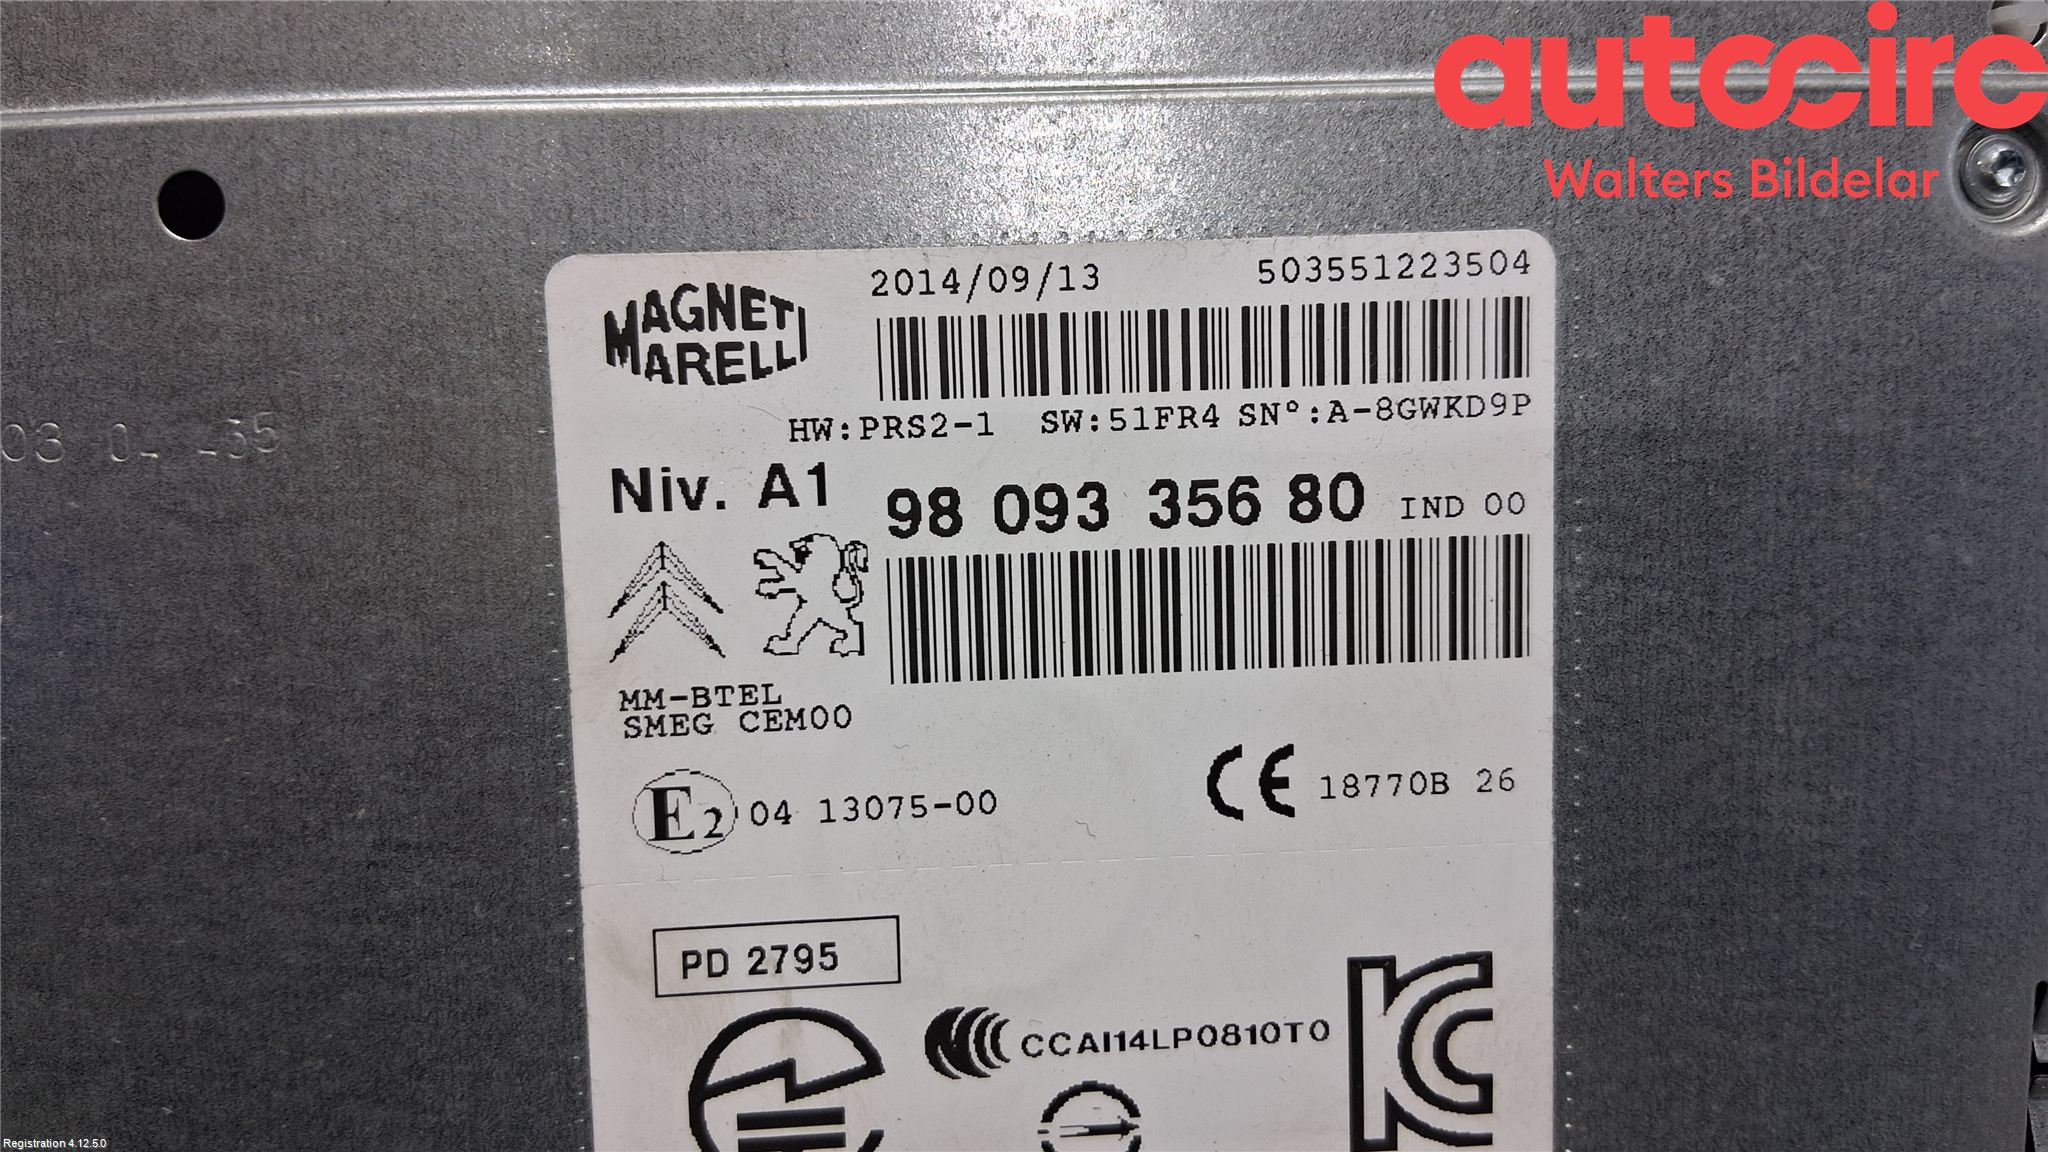 autocirc
Walters Bildelar
MAGNETI
MARELLI
2014/09/13
503551223504
HW:PRS2-1 SW:51FR4 SN°:A-8GWKD9P
Niv. A1
98 093 356 80 IND 00
MM-BTEL
SMEG CEM00
E2 04 13075-00
CE 18770B 26
PD 2795
CCAI14LP0810T0
KC
Registration 4.12.5.0